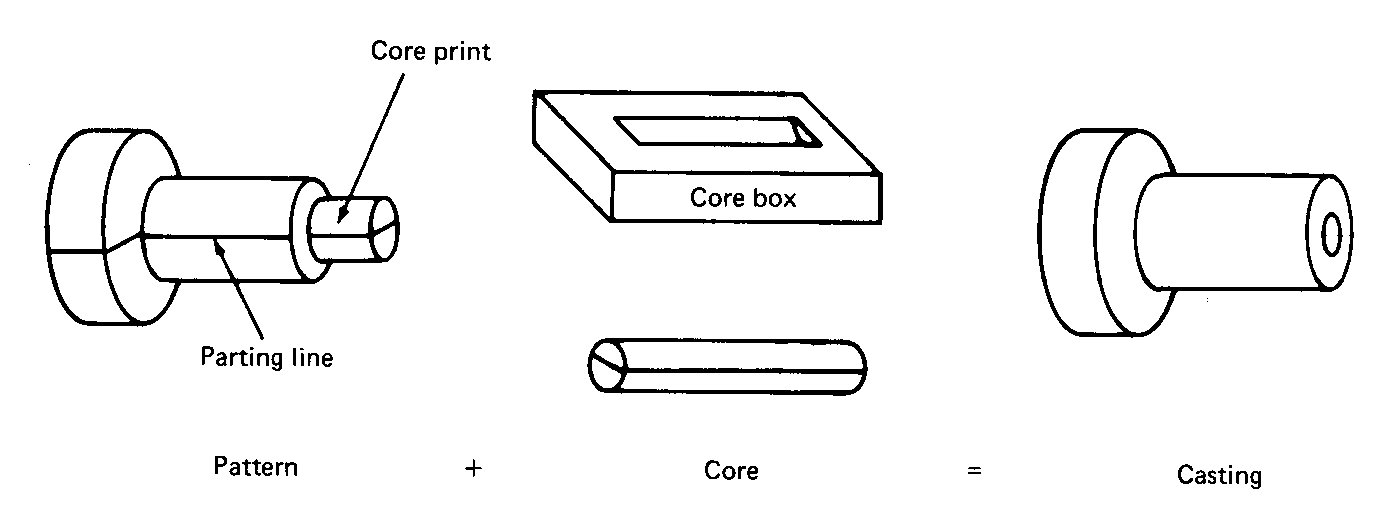 Core print
Core box
Parting line
Pattern + Core = Casting